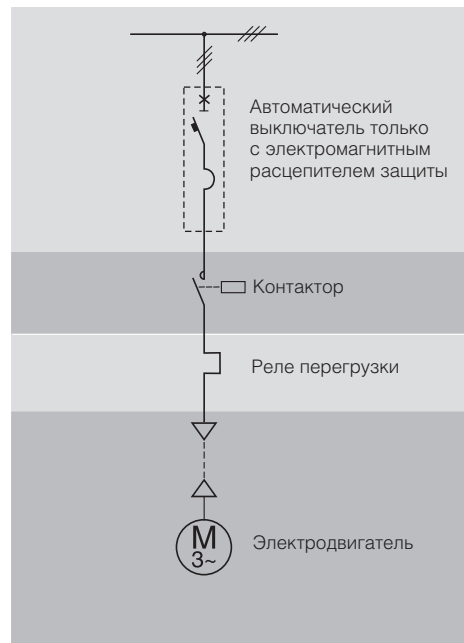 Автоматический
выключатель только
с электромагнитным
расцепителем защиты
Контактор
Реле перегрузки
M
3~
Электродвигатель